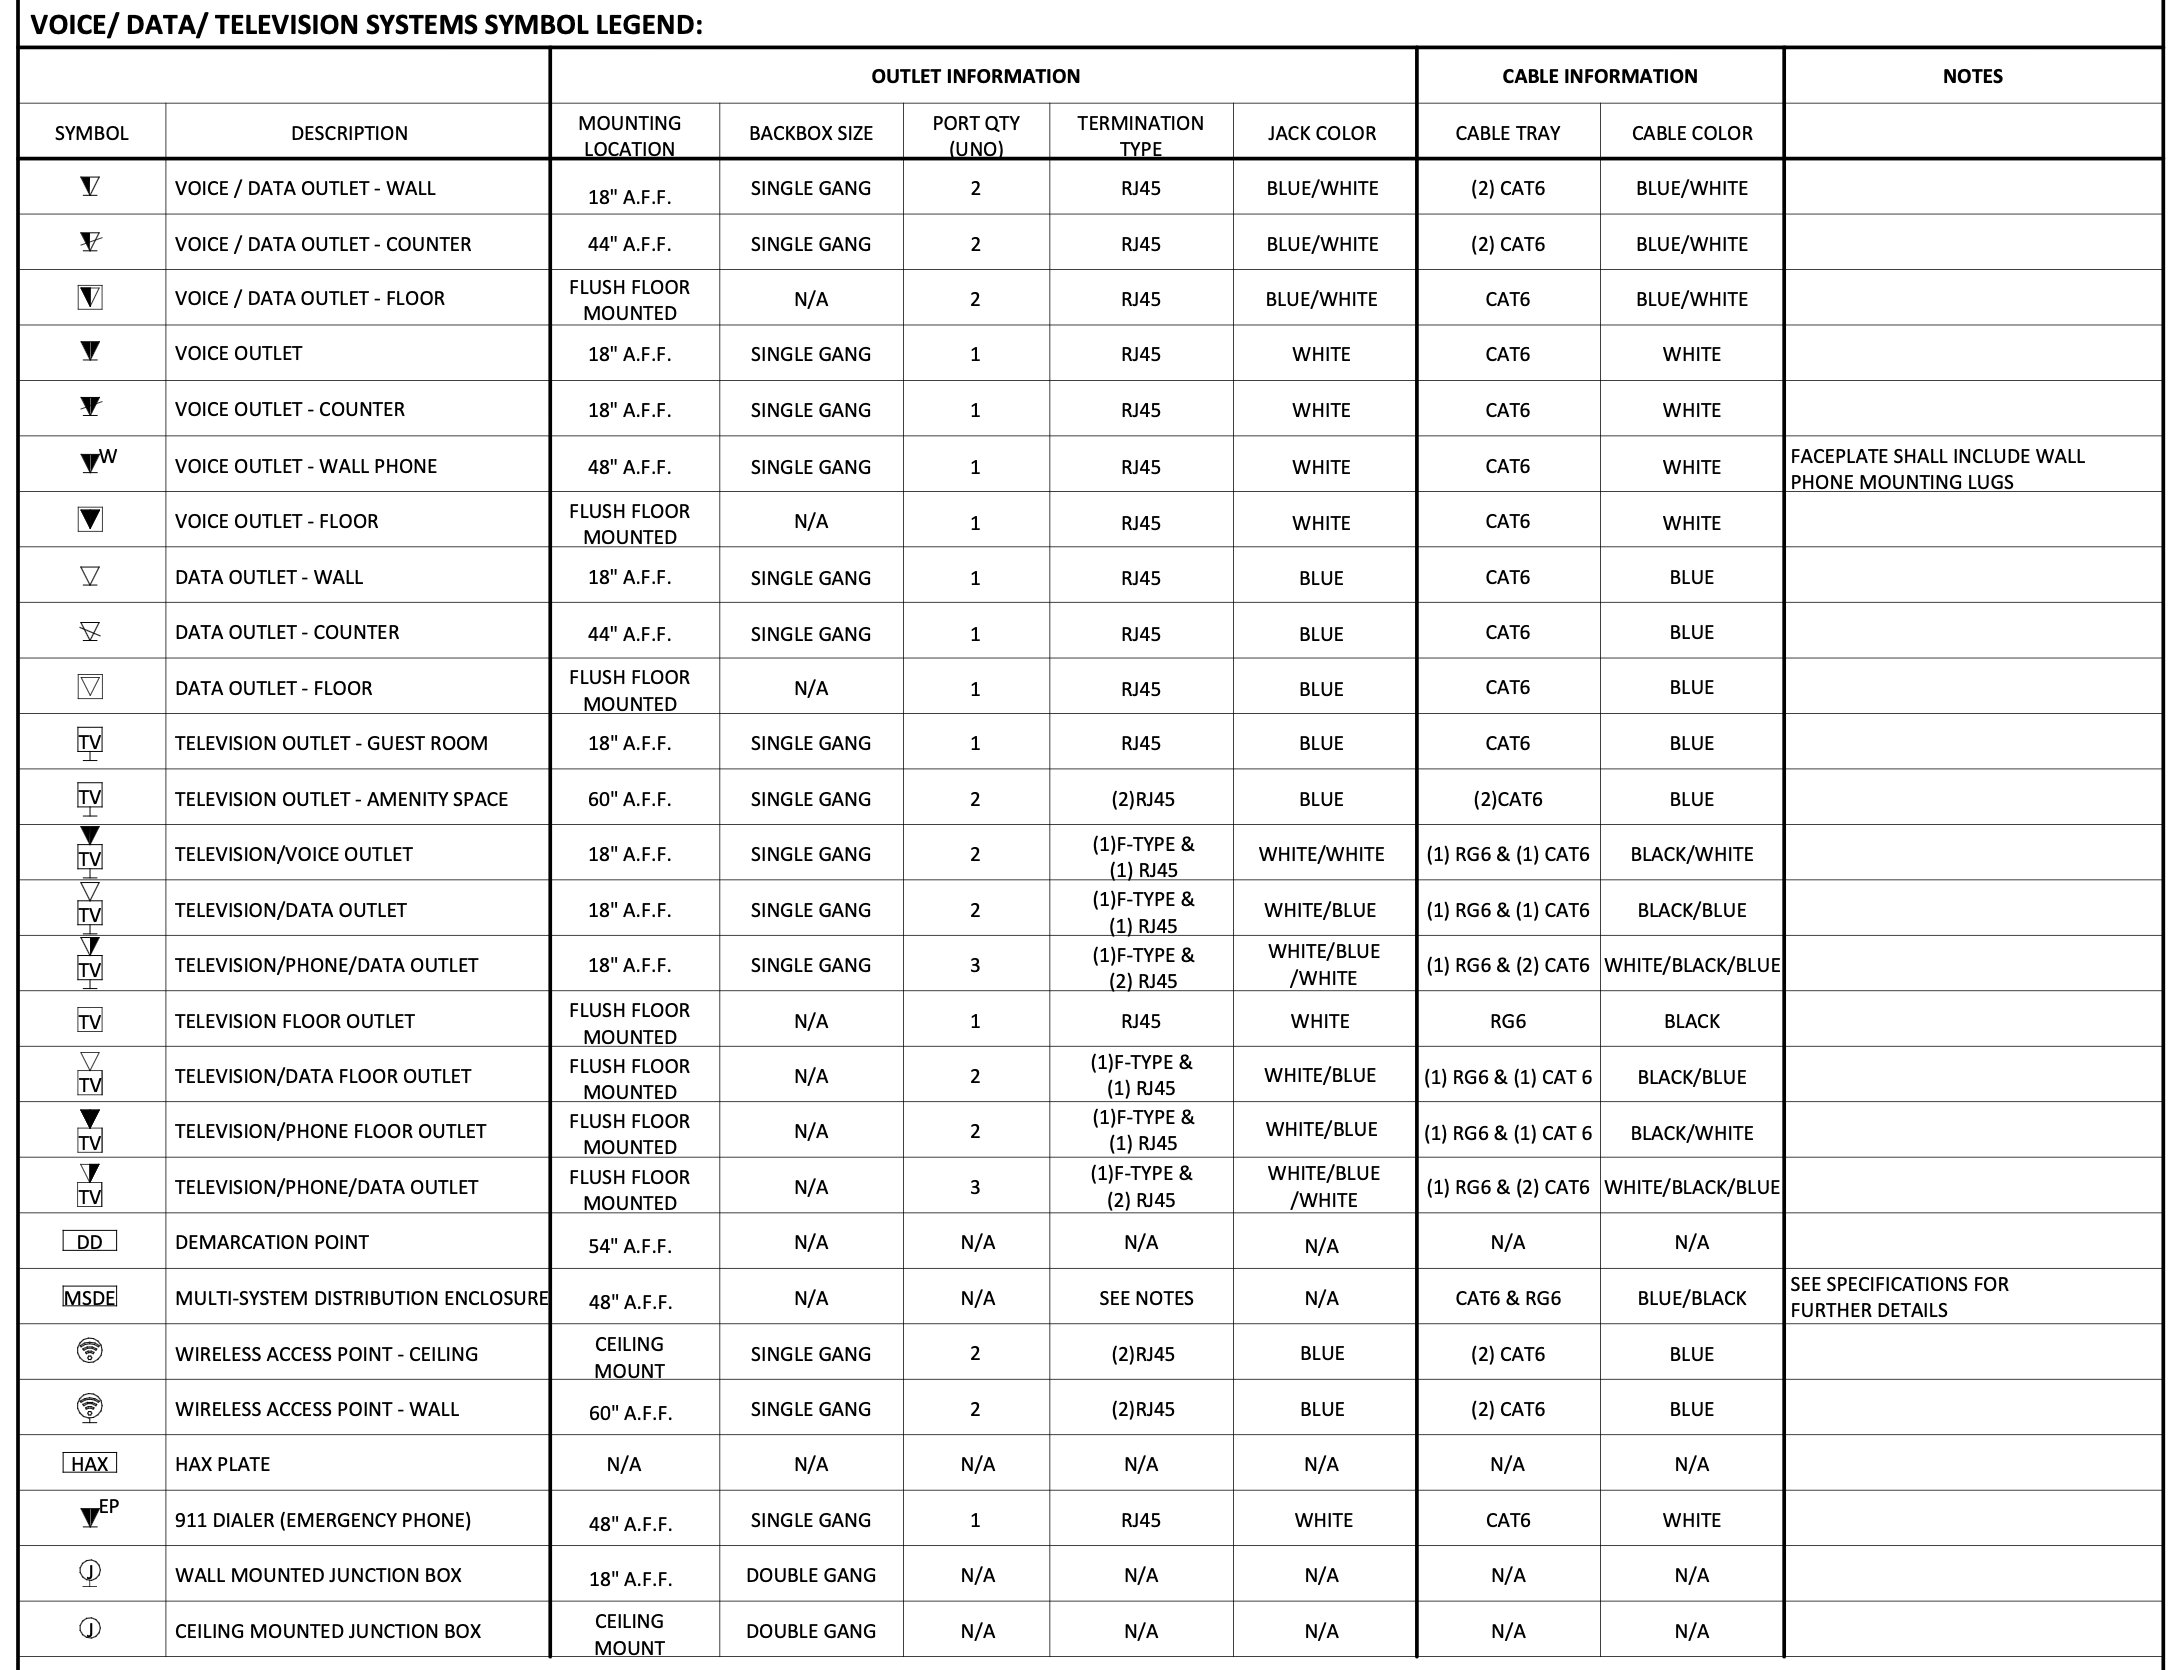 VOICE/ DATA/ TELEVISION SYSTEMS SYMBOL LEGEND:
OUTLET INFORMATION CABLE INFORMATION NOTES
SYMBOL DESCRIPTION MOUNTING LOCATION BACKBOX SIZE PORT QTY (UNO) TERMINATION TYPE JACK COLOR CABLE TRAY CABLE COLOR
VOICE / DATA OUTLET - WALL 18" A.F.F. SINGLE GANG 2 RJ45 BLUE/WHITE (2) CAT6 BLUE/WHITE
VOICE / DATA OUTLET - COUNTER 44" A.F.F. SINGLE GANG 2 RJ45 BLUE/WHITE (2) CAT6 BLUE/WHITE
VOICE / DATA OUTLET - FLOOR FLUSH FLOOR MOUNTED N/A 2 RJ45 BLUE/WHITE CAT6 BLUE/WHITE
VOICE OUTLET 18" A.F.F. SINGLE GANG 1 RJ45 WHITE CAT6 WHITE
VOICE OUTLET - COUNTER 18" A.F.F. SINGLE GANG 1 RJ45 WHITE CAT6 WHITE
W VOICE OUTLET - WALL PHONE 48" A.F.F. SINGLE GANG 1 RJ45 WHITE CAT6 WHITE FACEPLATE SHALL INCLUDE WALL PHONE MOUNTING LUGS
VOICE OUTLET - FLOOR FLUSH FLOOR MOUNTED N/A 1 RJ45 WHITE CAT6 WHITE
DATA OUTLET - WALL 18" A.F.F. SINGLE GANG 1 RJ45 BLUE CAT6 BLUE
DATA OUTLET - COUNTER 44" A.F.F. SINGLE GANG 1 RJ45 BLUE CAT6 BLUE
DATA OUTLET - FLOOR FLUSH FLOOR MOUNTED N/A 1 RJ45 BLUE CAT6 BLUE
TV TELEVISION OUTLET - GUEST ROOM 18" A.F.F. SINGLE GANG 1 RJ45 BLUE CAT6 BLUE
TV TELEVISION OUTLET - AMENITY SPACE 60" A.F.F. SINGLE GANG 2 (2)RJ45 BLUE (2)CAT6 BLUE
TV TELEVISION/VOICE OUTLET 18" A.F.F. SINGLE GANG 2 (1)F-TYPE & (1) RJ45 WHITE/WHITE (1) RG6 & (1) CAT6 BLACK/WHITE
TV TELEVISION/DATA OUTLET 18" A.F.F. SINGLE GANG 2 (1)F-TYPE & (1) RJ45 WHITE/BLUE (1) RG6 & (1) CAT6 BLACK/BLUE
TV TELEVISION/PHONE/DATA OUTLET 18" A.F.F. SINGLE GANG 3 (1)F-TYPE & (2) RJ45 WHITE/BLUE /WHITE (1) RG6 & (2) CAT6 WHITE/BLACK/BLUE
TV TELEVISION FLOOR OUTLET FLUSH FLOOR MOUNTED N/A 1 RJ45 WHITE RG6 BLACK
TV TELEVISION/DATA FLOOR OUTLET FLUSH FLOOR MOUNTED N/A 2 (1)F-TYPE & (1) RJ45 WHITE/BLUE (1) RG6 & (1) CAT 6 BLACK/BLUE
TV TELEVISION/PHONE FLOOR OUTLET FLUSH FLOOR MOUNTED N/A 2 (1)F-TYPE & (1) RJ45 WHITE/BLUE (1) RG6 & (1) CAT 6 BLACK/WHITE
TV TELEVISION/PHONE/DATA OUTLET FLUSH FLOOR MOUNTED N/A 3 (1)F-TYPE & (2) RJ45 WHITE/BLUE /WHITE (1) RG6 & (2) CAT6 WHITE/BLACK/BLUE
DD DEMARCATION POINT 54" A.F.F. N/A N/A N/A N/A N/A N/A
MSDE MULTI-SYSTEM DISTRIBUTION ENCLOSURE 48" A.F.F. N/A N/A SEE NOTES N/A CAT6 & RG6 BLUE/BLACK SEE SPECIFICATIONS FOR FURTHER DETAILS
WIRELESS ACCESS POINT - CEILING CEILING MOUNT SINGLE GANG 2 (2)RJ45 BLUE (2) CAT6 BLUE
WIRELESS ACCESS POINT - WALL 60" A.F.F. SINGLE GANG 2 (2)RJ45 BLUE (2) CAT6 BLUE
HAX HAX PLATE N/A N/A N/A N/A N/A N/A N/A
EP 911 DIALER (EMERGENCY PHONE) 48" A.F.F. SINGLE GANG 1 RJ45 WHITE CAT6 WHITE
J WALL MOUNTED JUNCTION BOX 18" A.F.F. DOUBLE GANG N/A N/A N/A N/A N/A
J CEILING MOUNTED JUNCTION BOX CEILING MOUNT DOUBLE GANG N/A N/A N/A N/A N/A